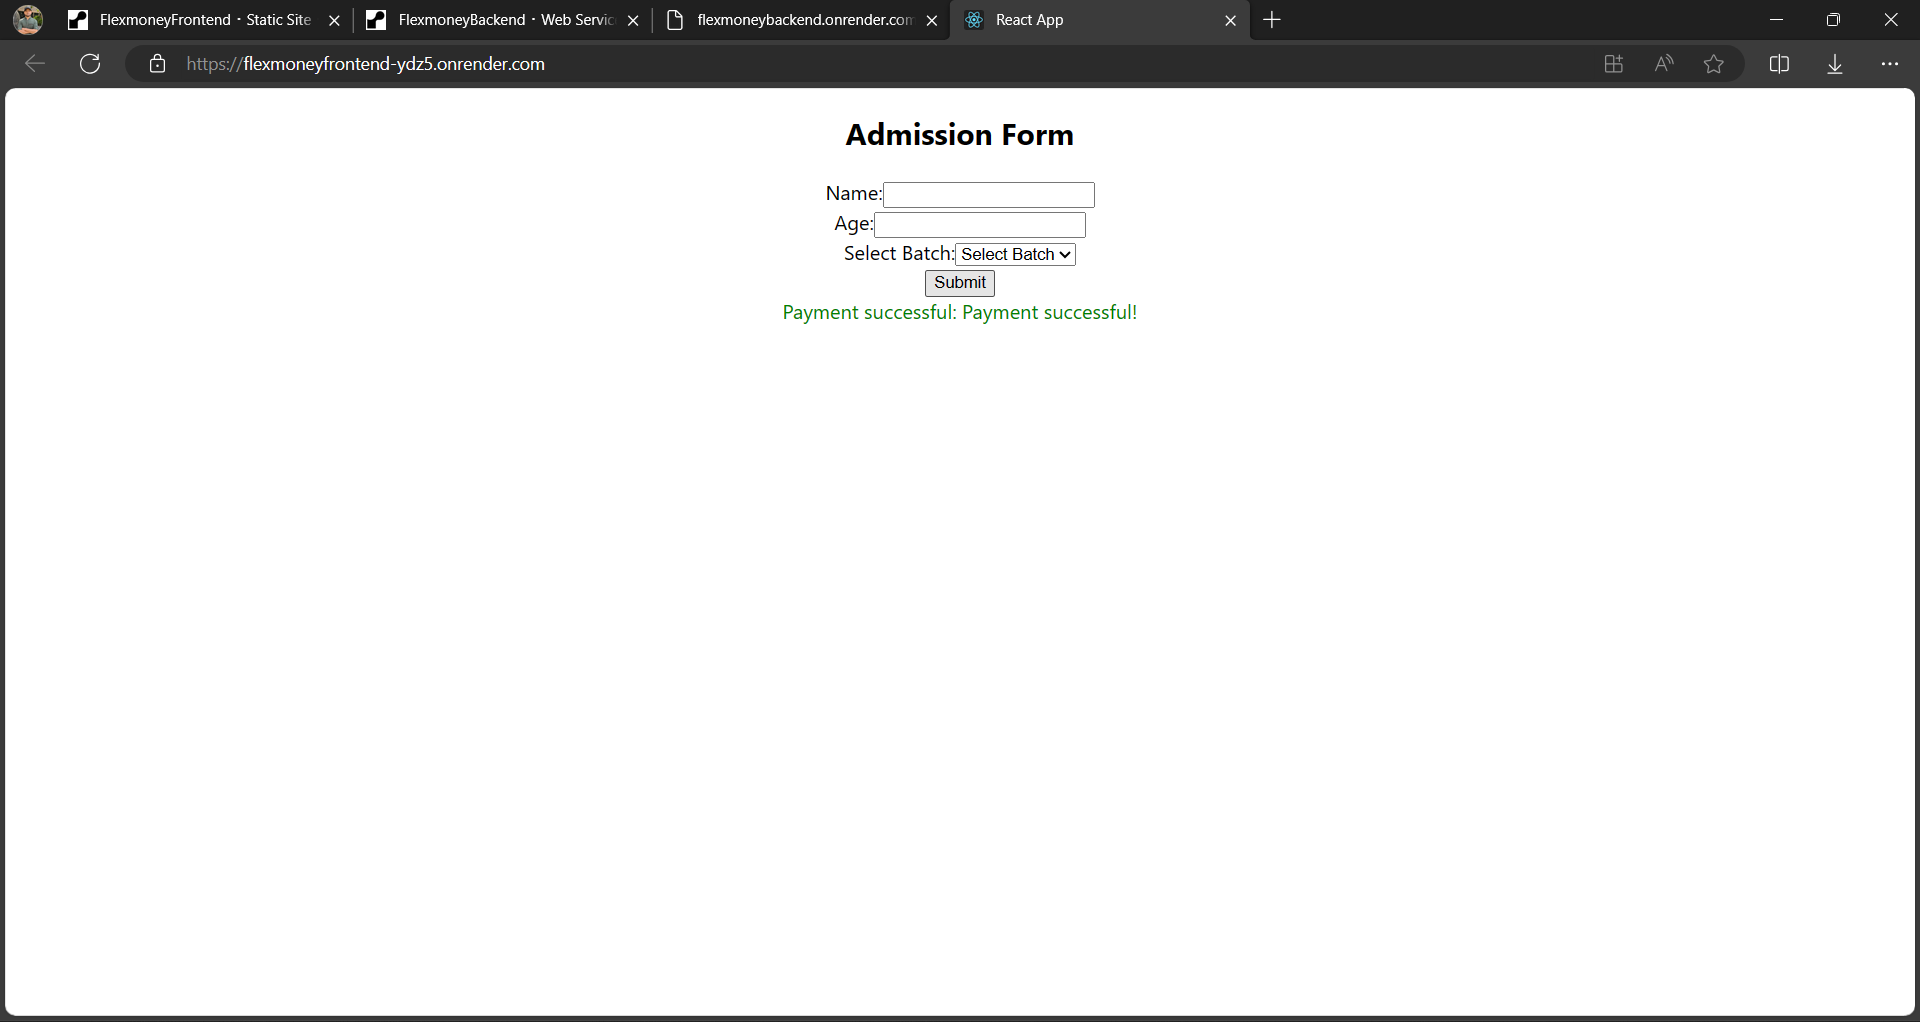 FlexmoneyFrontend · Static Site
FlexmoneyBackend · Web Servic
flexmoneybackend.onrender.com
React App
https://flexmoneyfrontend-ydz5.onrender.com
Admission Form
Name:
Age:
Select Batch: Select Batch
Submit
Payment successful: Payment successful!